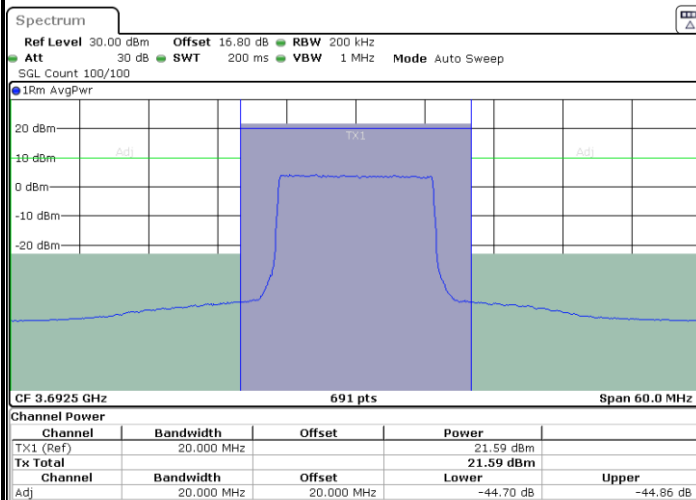 Spectrum
Ref Level 30.00 dBm Offset 16.80 dB RBW 200 kHz
Att 30 dB SWT 200 ms VBW 1 MHz Mode Auto Sweep
SGL Count 100/100
1Rm AvgPwr
20 dBm
TX1
Adj Adj
10 dBm
0 dBm
-10 dBm
-20 dBm
CF 3.6925 GHz 691 pts Span 60.0 MHz
Channel Power
Channel Bandwidth Offset Power
TX1 (Ref) 20.000 MHz 21.59 dBm
Tx Total 21.59 dBm
Channel Bandwidth Offset Lower Upper
Adj 20.000 MHz 20.000 MHz -44.70 dB -44.86 dB